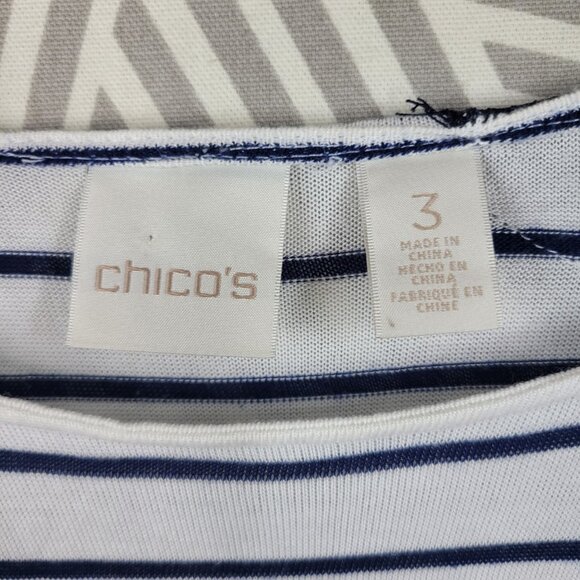 chico's
3
MADE IN
CHINA
HECHO EN
CHINA
FABRIQUÉ EN
CHINE